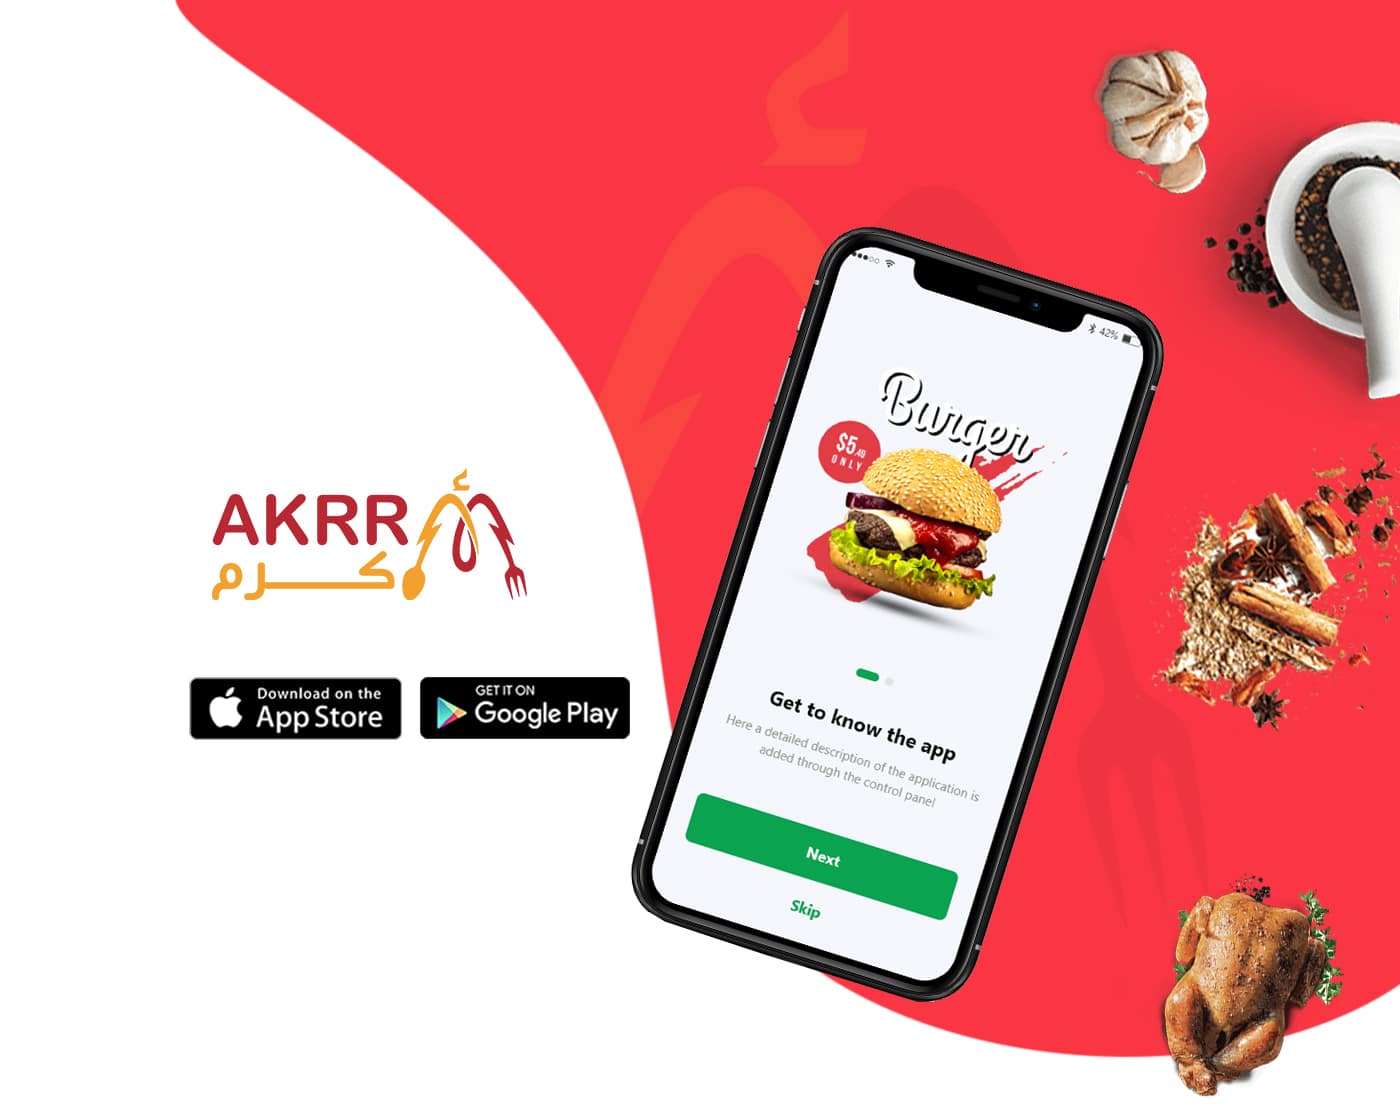 AKRR
أكرم
Download on the
App Store
GET IT ON
Google Play
42%
Burger
$5.49
ONLY
Get to know the app
Here a detailed description of the application is
added through the control panel
Next
Skip